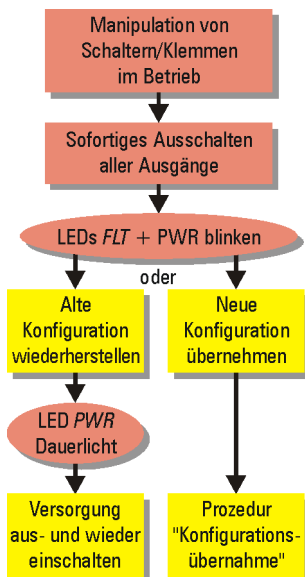 Manipulation von
Schaltern/Klemmen
im Betrieb
Sofortiges Ausschalten
aller Ausgänge
LEDs FLT + PWR blinken
oder
Alte
Konfiguration
wiederherstellen
Neue
Konfiguration
übernehmen
LED PWR
Dauerlicht
Versorgung
aus- und wieder
einschalten
Prozedur
"Konfigurations-
übernahme"